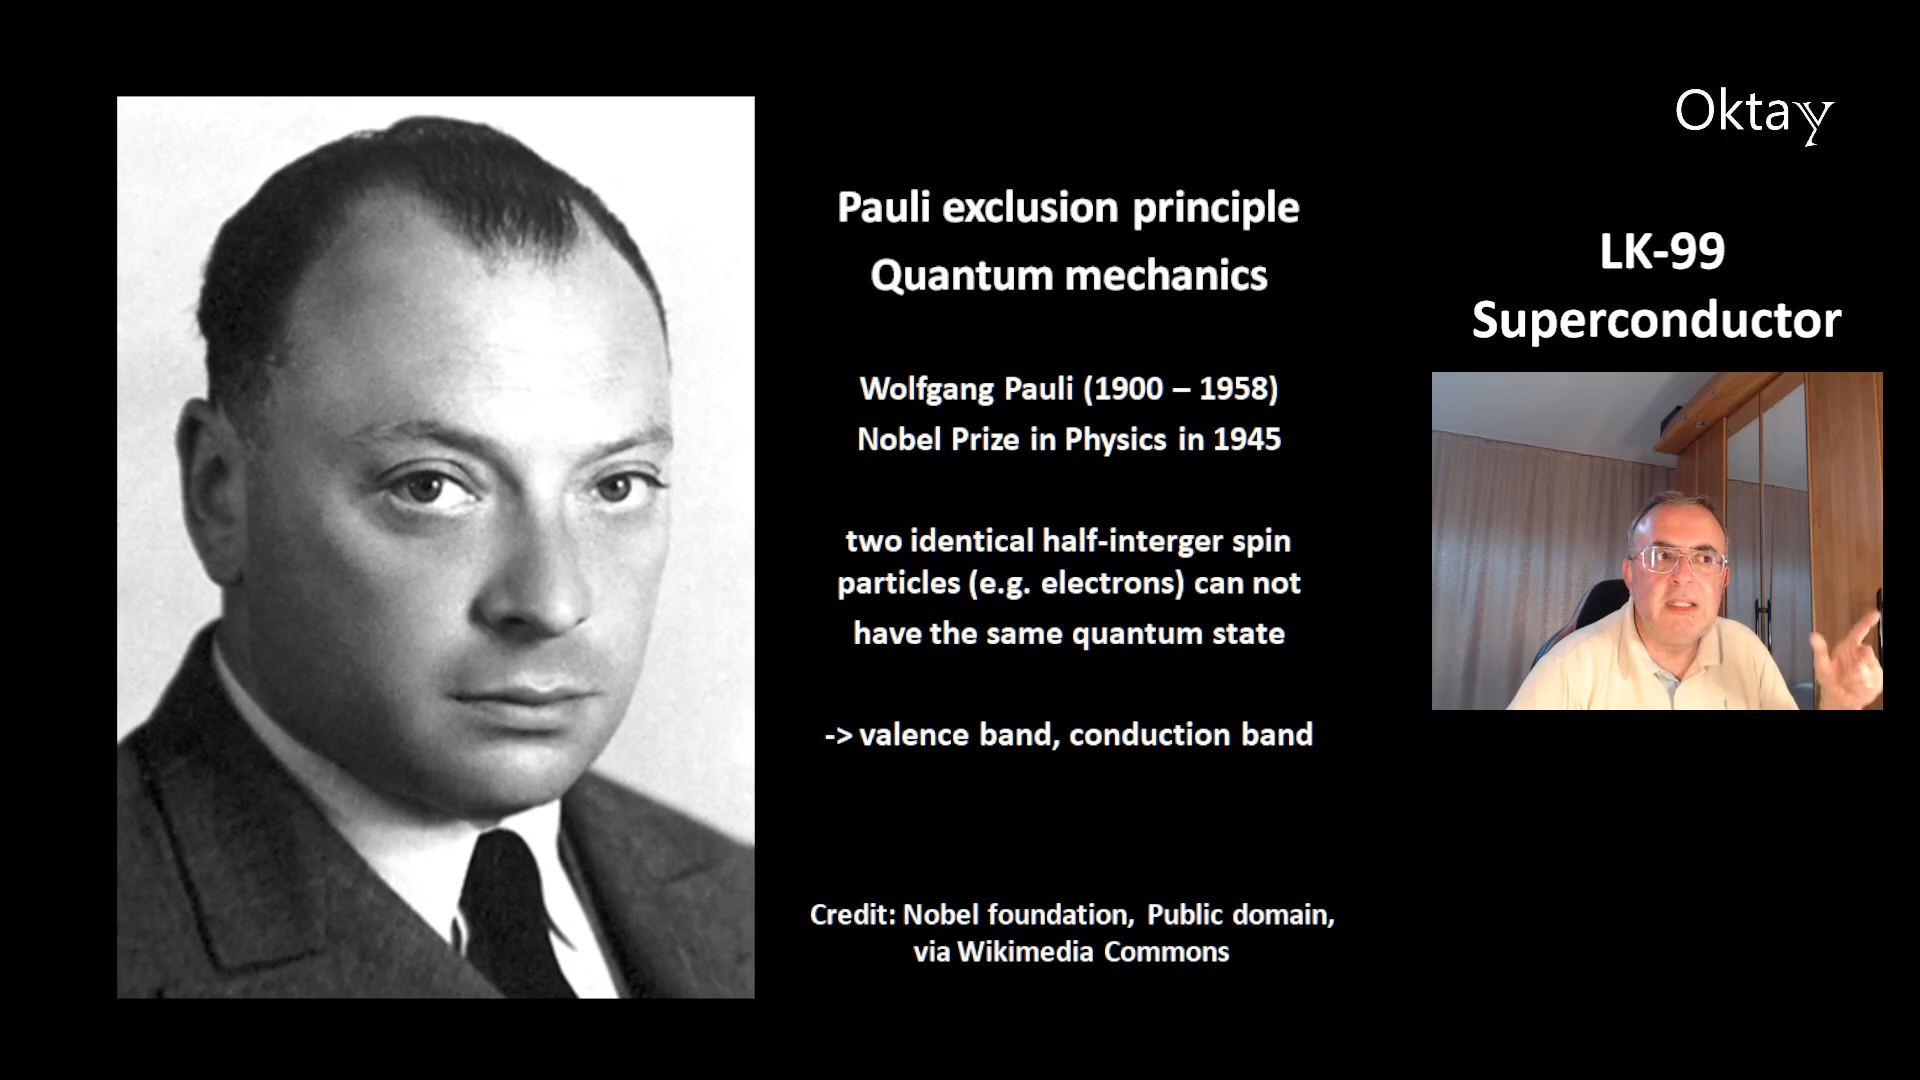 Oktay
Pauli exclusion principle
Quantum mechanics
Wolfgang Pauli (1900 – 1958)
Nobel Prize in Physics in 1945
two identical half-interger spin
particles (e.g. electrons) can not
have the same quantum state
-> valence band, conduction band
Credit: Nobel foundation, Public domain,
via Wikimedia Commons
LK-99
Superconductor